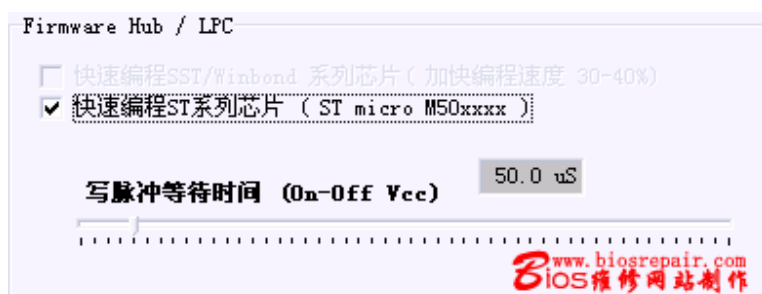 Firmware Hub / LPC
快速编程SST/Winbond 系列芯片( 加快编程速度 30-40%)
快速编程ST系列芯片 ( ST micro M50xxxx )
50.0 uS
写脉冲等待时间 (On-Off Vcc)
www.biosrepair.com
Bios维修网站制作